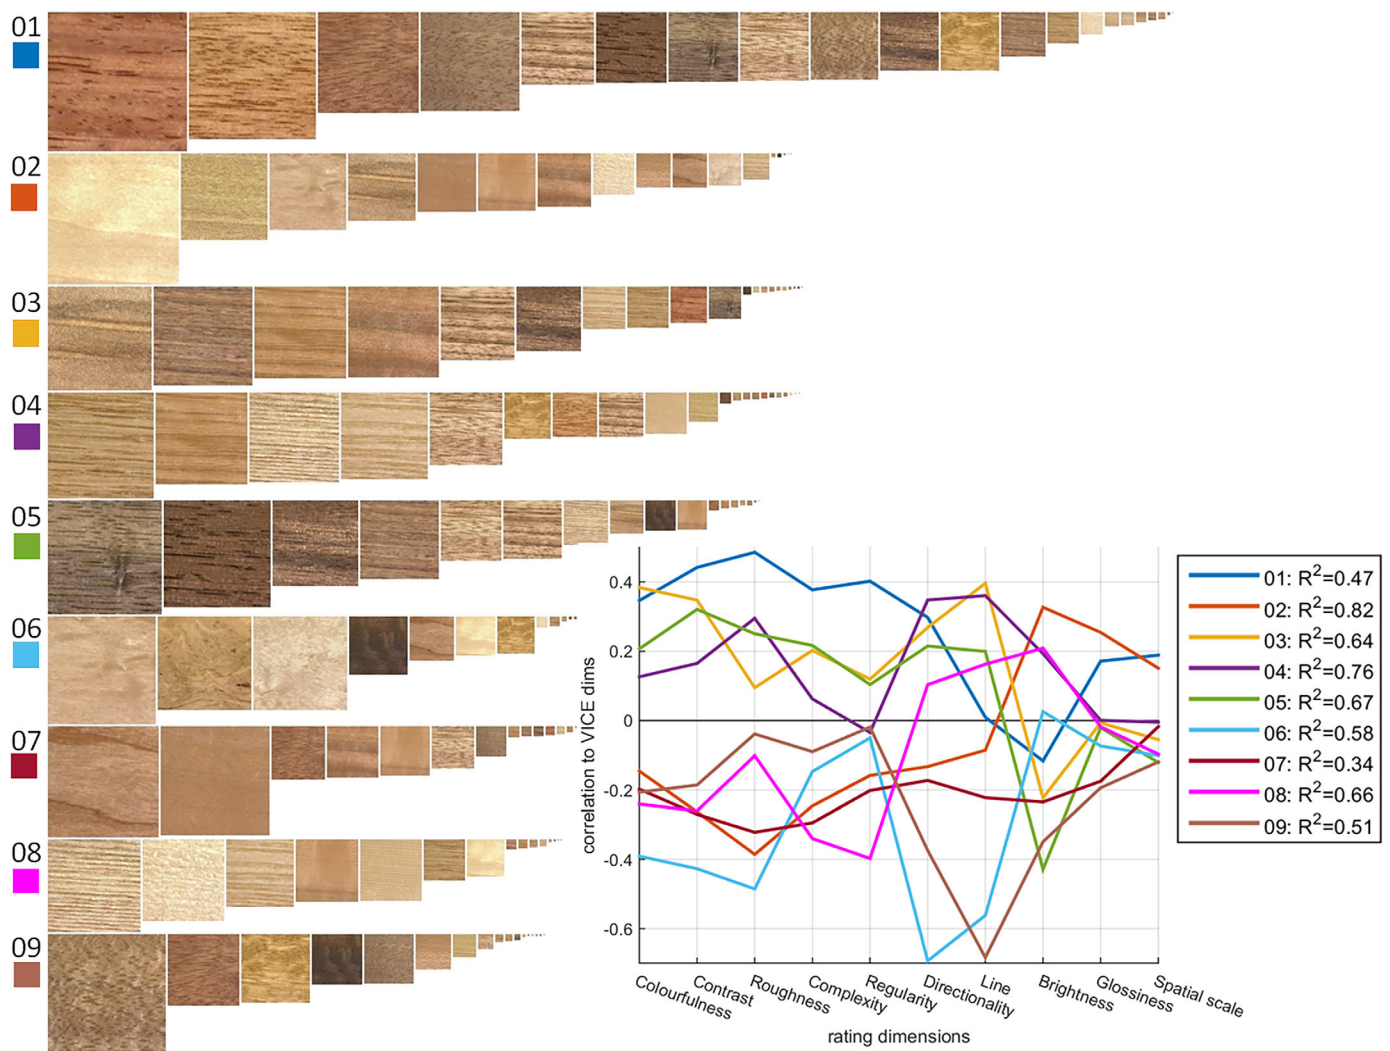 01
02
03
04
05
06
07
08
09
correlation to VICE dims
0.4
0.2
0
-0.2
-0.4
-0.6
Colourfulness
Contrast
Roughness
Complexity
Regularity
Directionality
Line
Brightness
Glossiness
Spatial scale
rating dimensions
01: R²=0.47
02: R²=0.82
03: R²=0.64
04: R²=0.76
05: R²=0.67
06: R²=0.58
07: R²=0.34
08: R²=0.66
09: R²=0.51